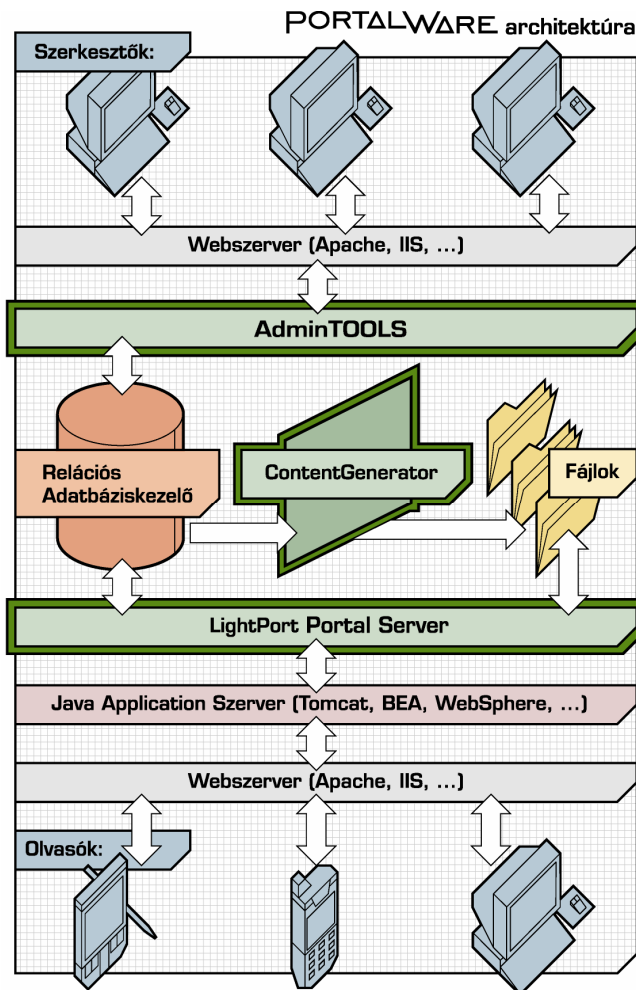 PORTALWARE architektúra
Szerkesztők:
Webszerver (Apache, IIS, ...)
AdminTOOLS
Relációs
Adatbáziskezelő
ContentGenerator
Fájlok
LightPort Portal Server
Java Application Szerver (Tomcat, BEA, WebSphere, ...)
Webszerver (Apache, IIS, ...)
Olvasók: